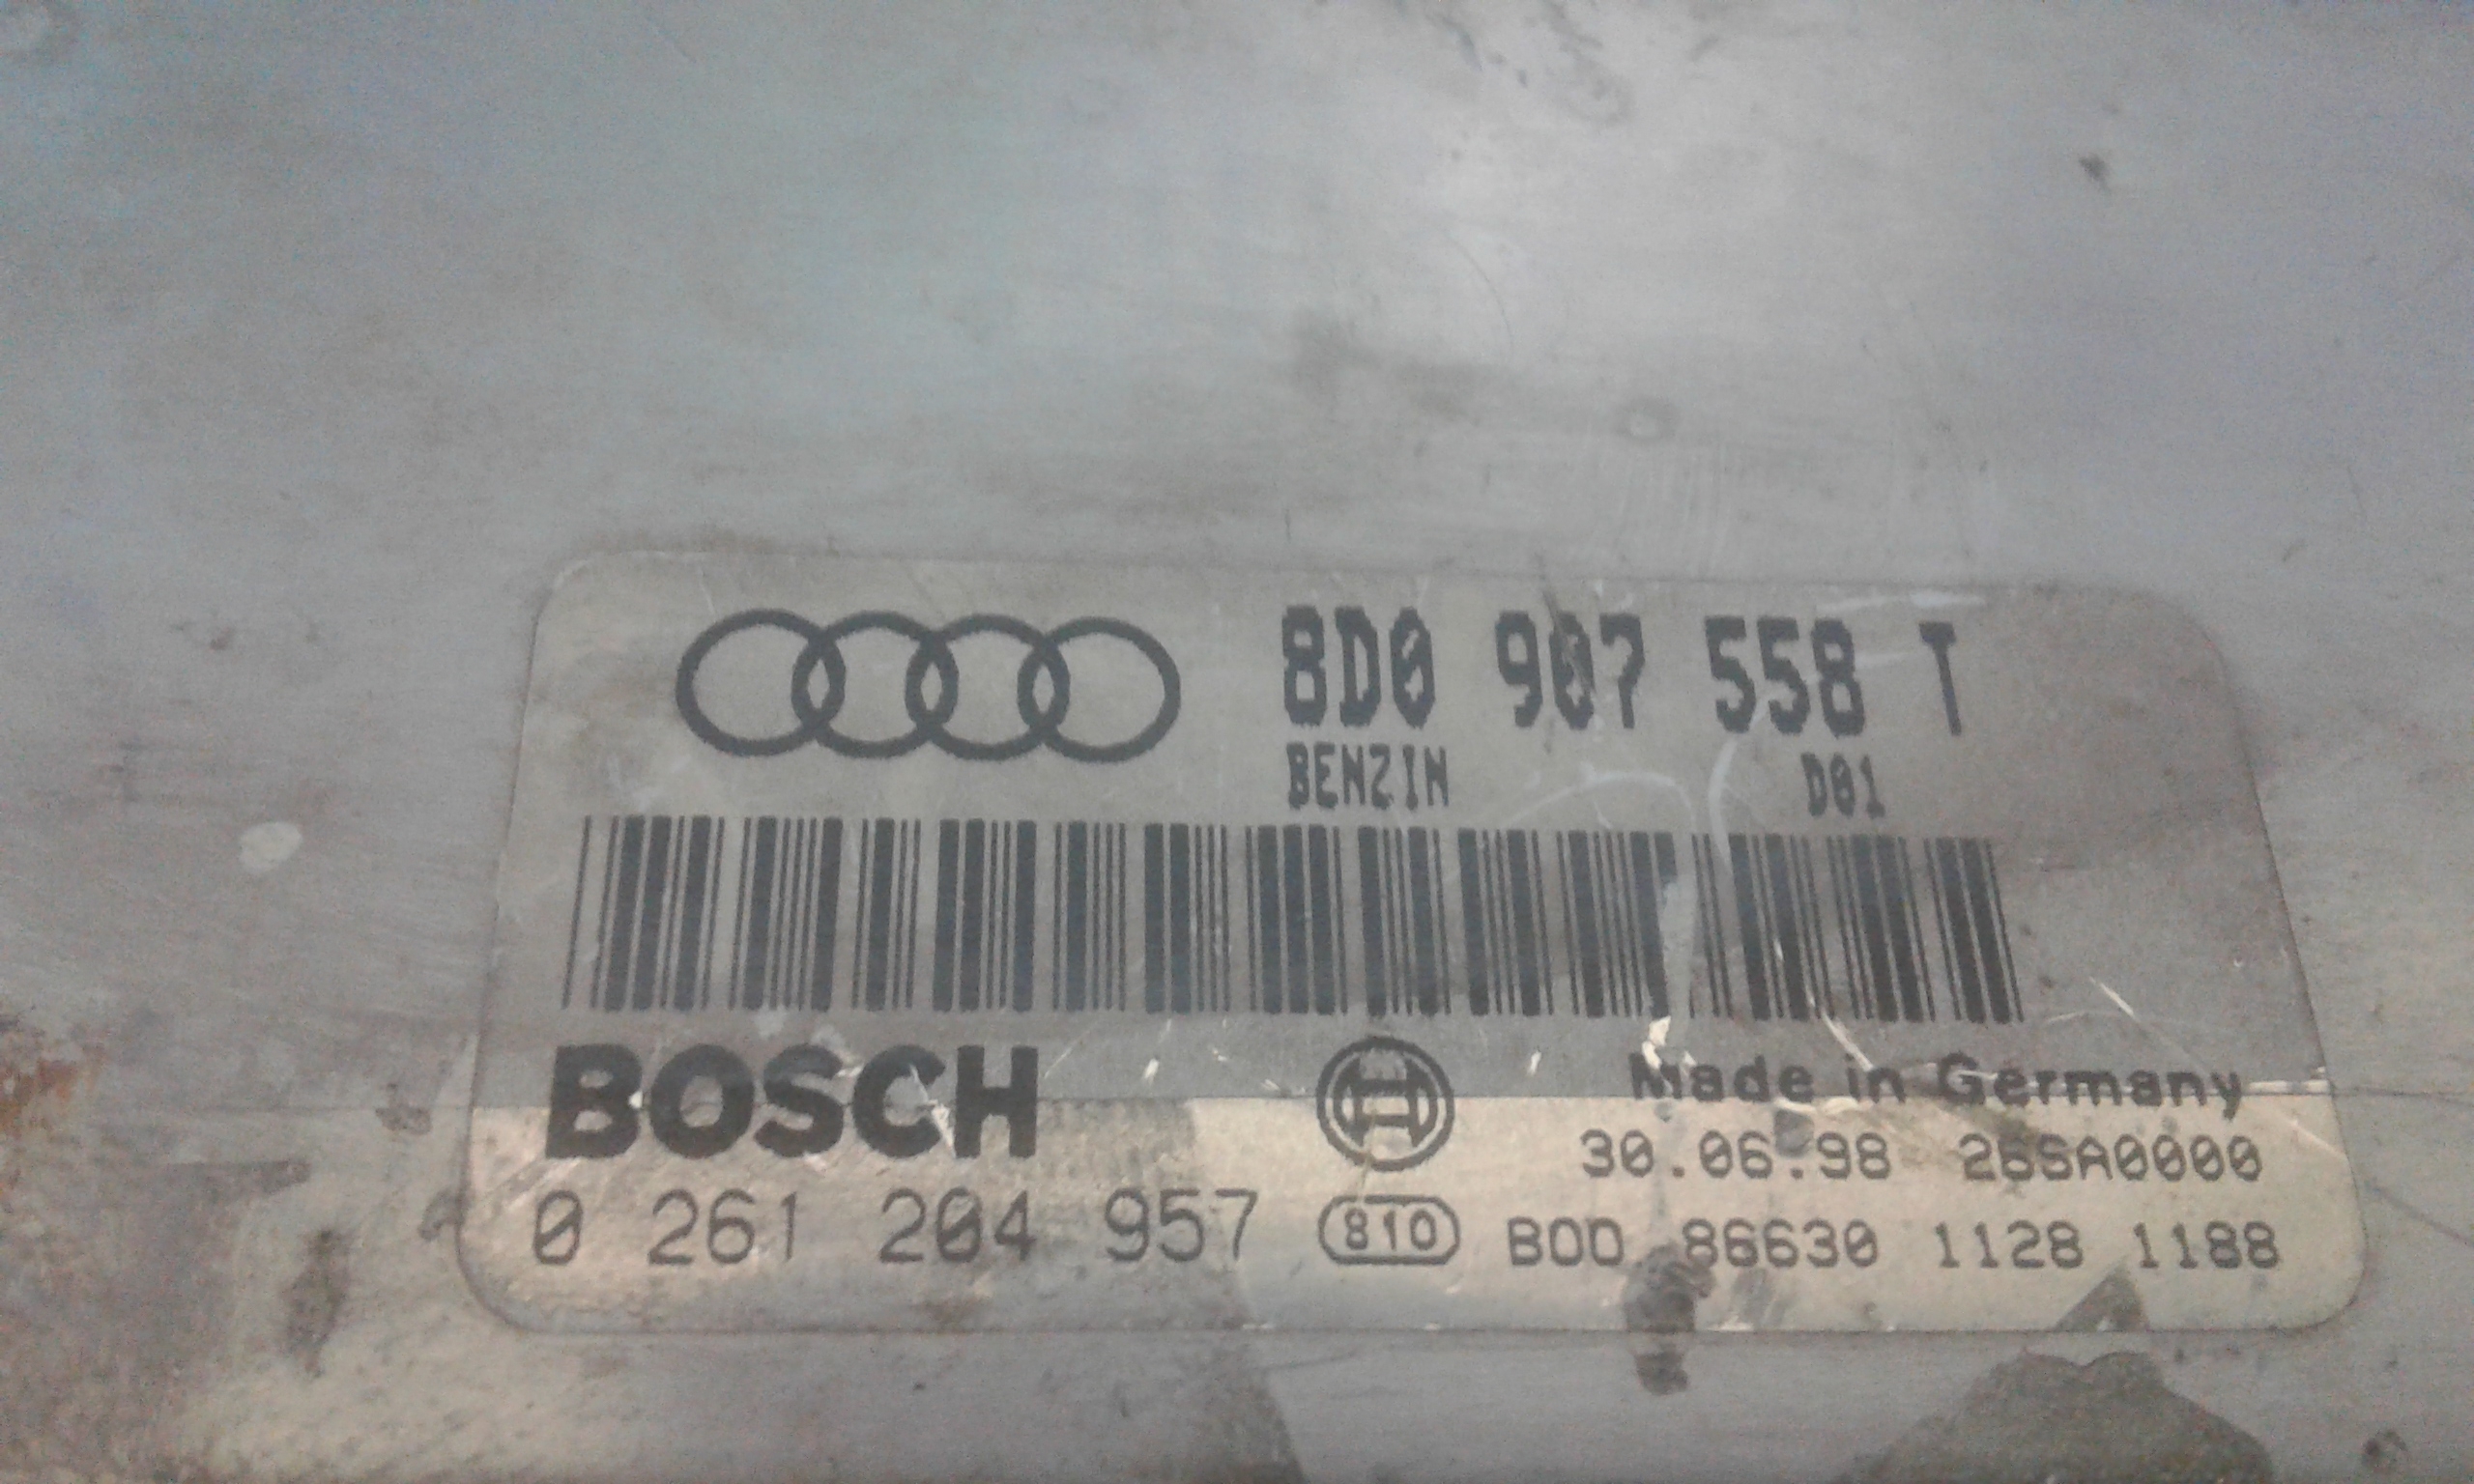 8D0 907 558 T
BENZIN D01
BOSCH
Made in Germany
30.06.98 26SA0000
0 261 204 957 810 BOD 86630 1128 1188